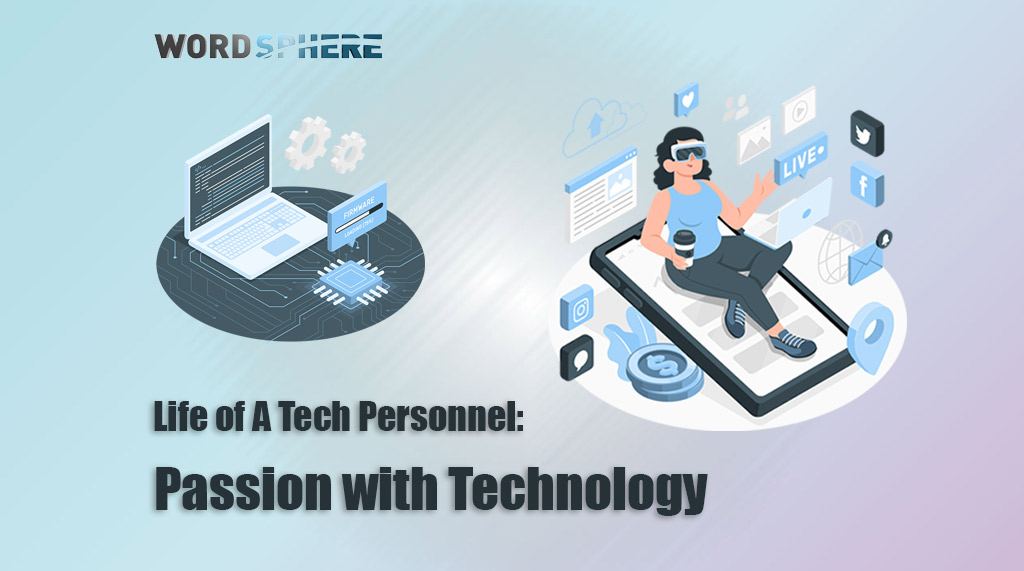 WORDSPHERE
FIRMWARE
LIVE
Life of A Tech Personnel:
Passion with Technology